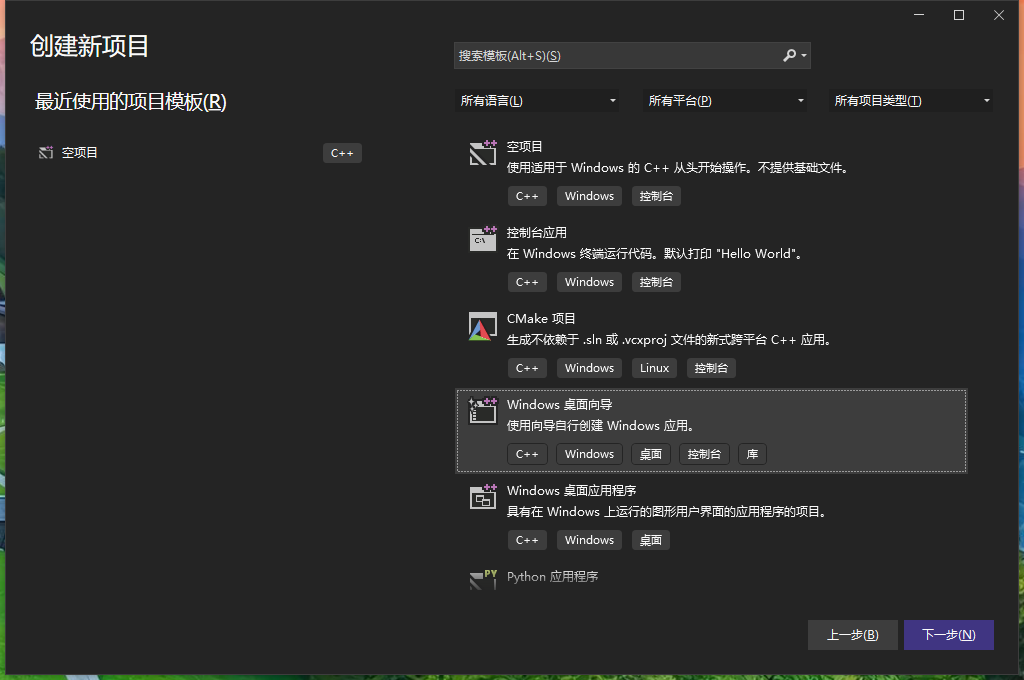 创建新项目
搜索模板(Alt+S)(S)
最近使用的项目模板(R)
所有语言(L) 所有平台(P) 所有项目类型(T)
空项目 C++
空项目
使用适用于 Windows 的 C++ 从头开始操作。不提供基础文件。
C++ Windows 控制台
C:\
控制台应用
在 Windows 终端运行代码。默认打印 "Hello World"。
C++ Windows 控制台
CMake 项目
生成不依赖于 .sln 或 .vcxproj 文件的新式跨平台 C++ 应用。
C++ Windows Linux 控制台
Windows 桌面向导
使用向导自行创建 Windows 应用。
C++ Windows 桌面 控制台 库
Windows 桌面应用程序
具有在 Windows 上运行的图形用户界面的应用程序的项目。
C++ Windows 桌面
PY
Python 应用程序
上一步(B) 下一步(N)